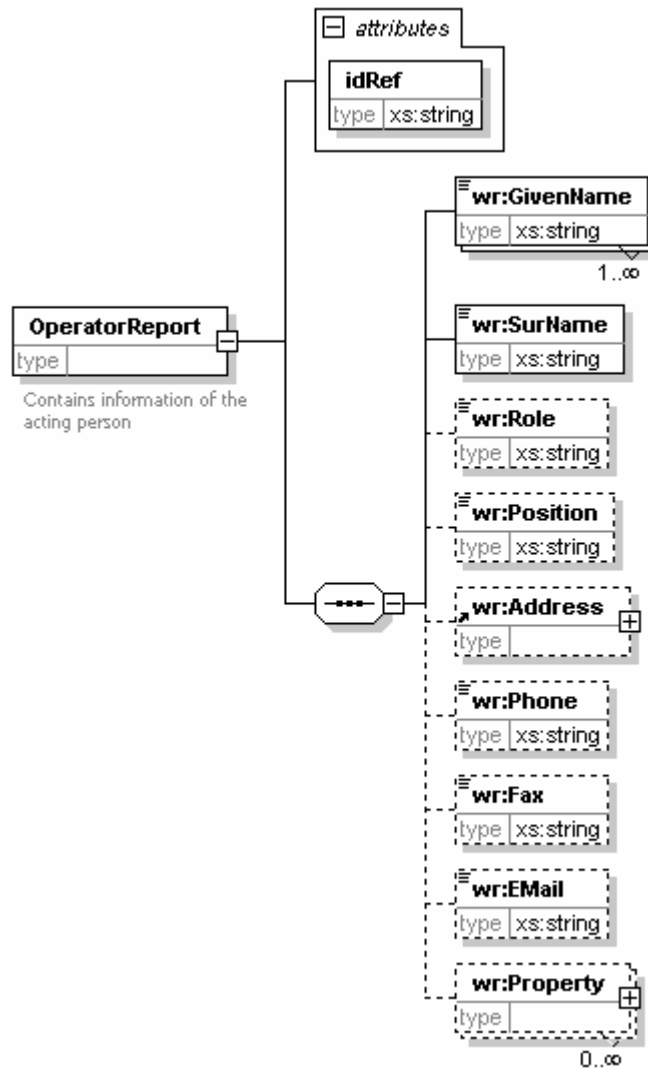 attributes
idRef
type xs:string
wr:GivenName
type xs:string
1..∞
OperatorReport
type
Contains information of the
acting person
wr:SurName
type xs:string
wr:Role
type xs:string
wr:Position
type xs:string
wr:Address
type
wr:Phone
type xs:string
wr:Fax
type xs:string
wr:EMail
type xs:string
wr:Property
type
0..∞